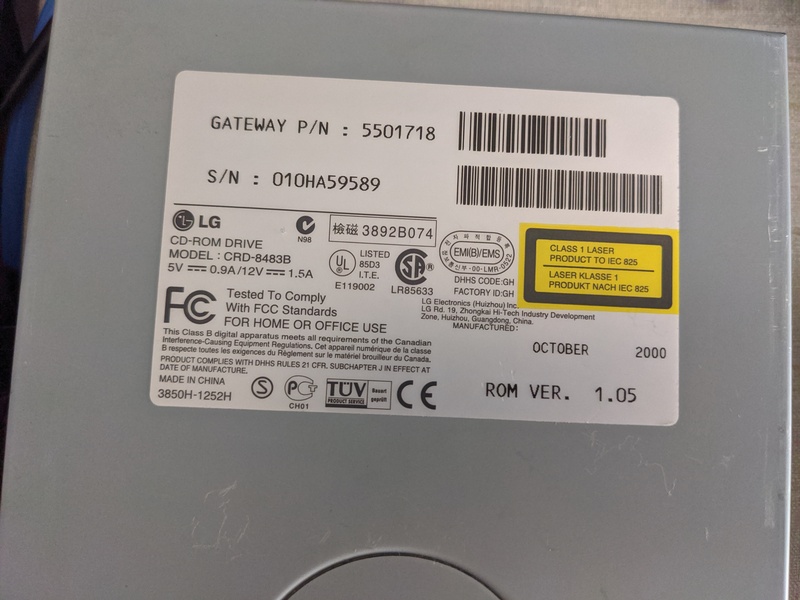 GATEWAY P/N : 5501718
S/N : 010HA59589
LG
N98
檢磁 3892B074
CD-ROM DRIVE
MODEL : CRD-8483B
5V 0.9A/12V 1.5A
UL
LISTED
85D3
I.T.E.
E119002
SA
LR85633
EMI(B)/EMS
DHHS CODE:GH
FACTORY ID:GH
CLASS 1 LASER
PRODUCT TO IEC 825
LASER KLASSE 1
PRODUKT NACH IEC 825
FC
Tested To Comply
With FCC Standards
FOR HOME OR OFFICE USE
LG Electronics (Huizhou) Inc.
LG Rd. 19, Zhongkai Hi-Tech Industry Development
Zone, Huizhou, Guangdong, China.
MANUFACTURED:
OCTOBER 2000
This Class B digital apparatus meets all requirements of the Canadian
Interference-Causing Equipment Regulations, Cet appareil numérique de la classe
B respecte toutes les exigences du Règlement sur le matériel brouilleur du Canada.
PRODUCT COMPLIES WITH DHHS RULES 21 CFR, SUBCHAPTER J IN EFFECT AT
DATE OF MANUFACTURE.
MADE IN CHINA
3850H-1252H
S
CH01
TÜV
PRODUCT SERVICE
Bauart
geprüft
CE
ROM VER. 1.05